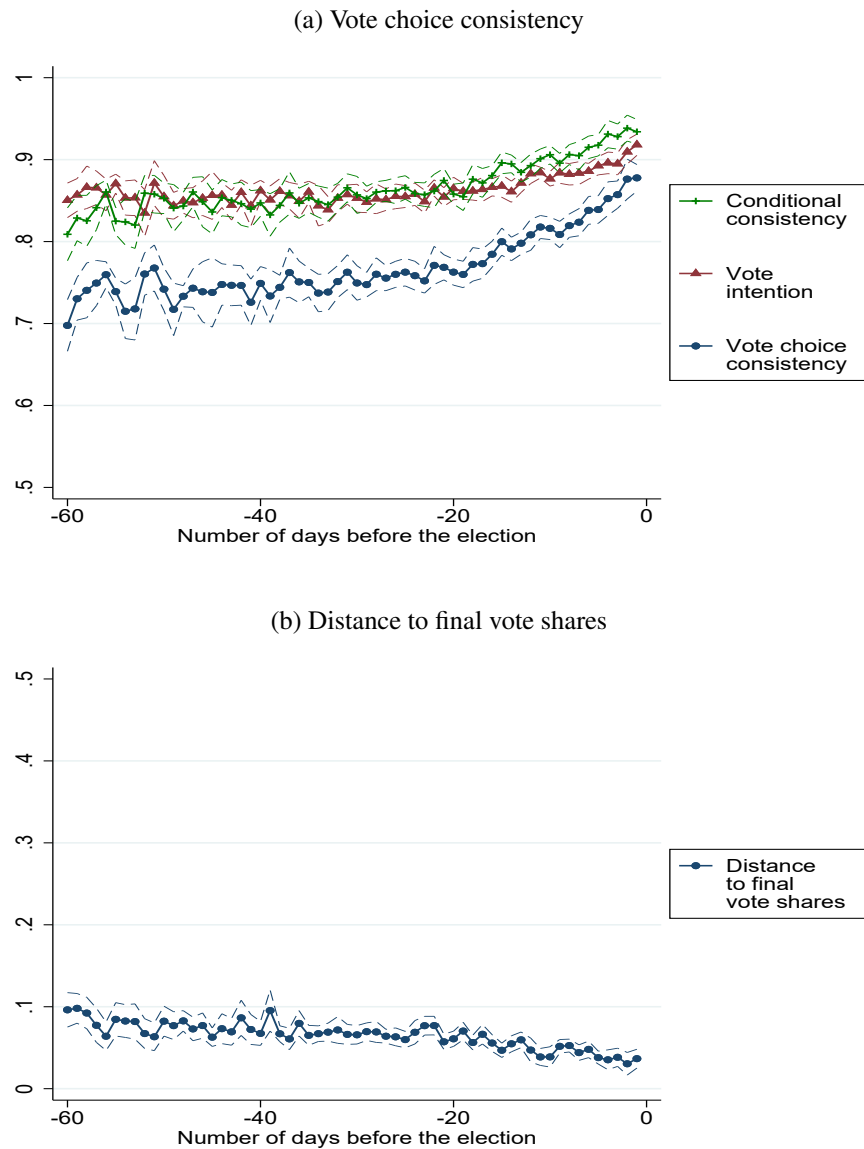 (a) Vote choice consistency
1
.9
.8
.7
.6
.5
-60
-40
-20
0
Number of days before the election
Conditional
consistency
Vote
intention
Vote choice
consistency
(b) Distance to final vote shares
.5
.4
.3
.2
.1
0
-60
-40
-20
0
Number of days before the election
Distance
to final
vote shares